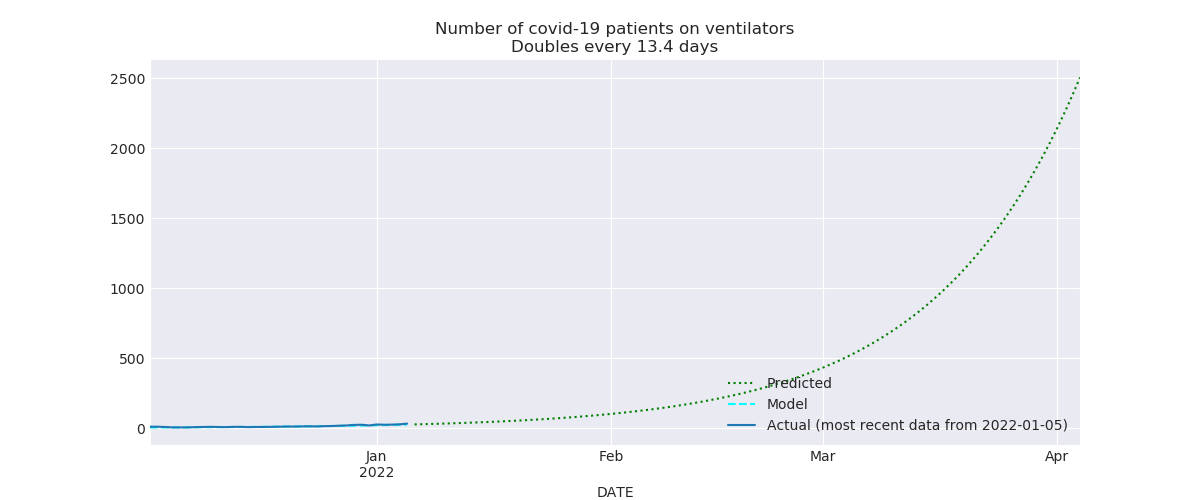 Number of covid-19 patients on ventilators
Doubles every 13.4 days
2500
2000
1500
1000
500
0
Predicted
Model
Actual (most recent data from 2022-01-05)
Jan
2022
Feb
Mar
Apr
DATE